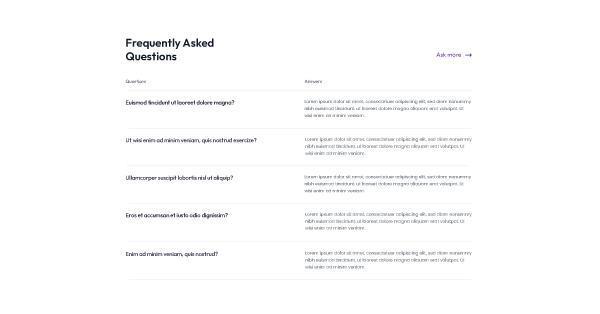 Frequently Asked
Questions
Ask more →
Questions
Answers
Euismod tincidunt ut laoreet dolore magna?
Lorem ipsum dolor sit amet, consectetuer adipiscing elit, sed diam nonummy
nibh euismod tincidunt ut laoreet dolore magna aliquam erat volutpat. Ut
wisi enim ad minim veniam.
Ut wisi enim ad minim veniam, quis nostrud exercize?
Lorem ipsum dolor sit amet, consectetuer adipiscing elit, sed diam nonummy
nibh euismod tincidunt ut laoreet dolore magna aliquam erat volutpat. Ut
wisi enim ad minim veniam.
Ullamcorper suscipit lobortis nisl ut aliquip?
Lorem ipsum dolor sit amet, consectetuer adipiscing elit, sed diam nonummy
nibh euismod tincidunt ut laoreet dolore magna aliquam erat volutpat. Ut
wisi enim ad minim veniam.
Eros et accumsan et iusto odio dignissim?
Lorem ipsum dolor sit amet, consectetuer adipiscing elit, sed diam nonummy
nibh euismod tincidunt ut laoreet dolore magna aliquam erat volutpat. Ut
wisi enim ad minim veniam.
Enim ad minim veniam, quis nostrud?
Lorem ipsum dolor sit amet, consectetuer adipiscing elit, sed diam nonummy
nibh euismod tincidunt ut laoreet dolore magna aliquam erat volutpat. Ut
wisi enim ad minim veniam.